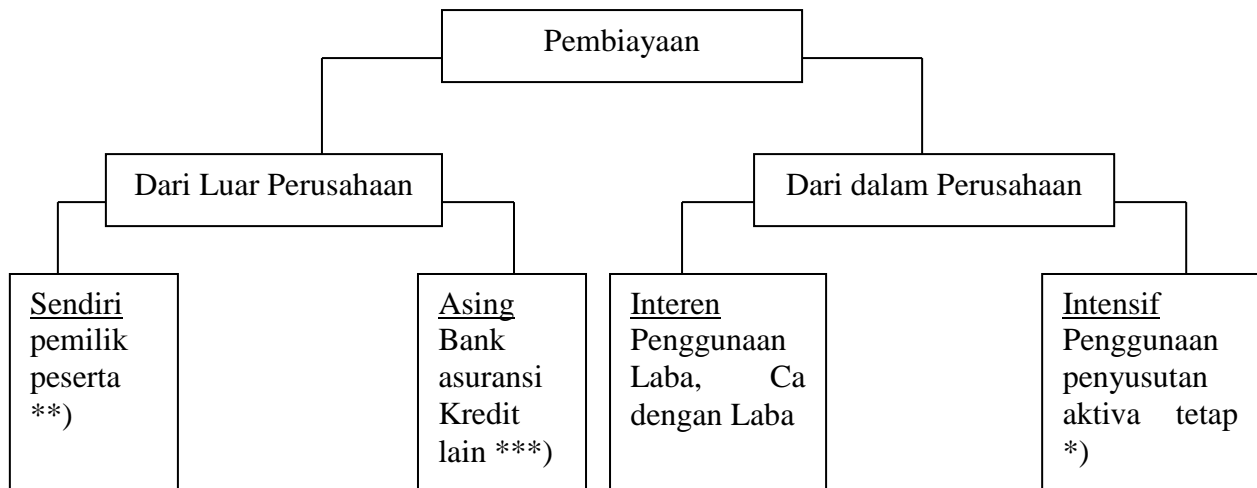 Pembiayaan
Dari Luar Perusahaan
Dari dalam Perusahaan
Sendiri
pemilik
peserta
**)
Asing
Bank
asuransi
Kredit
lain ***)
Interen
Penggunaan
Laba, Ca
dengan Laba
Intensif
Penggunaan
penyusutan
aktiva tetap
*)